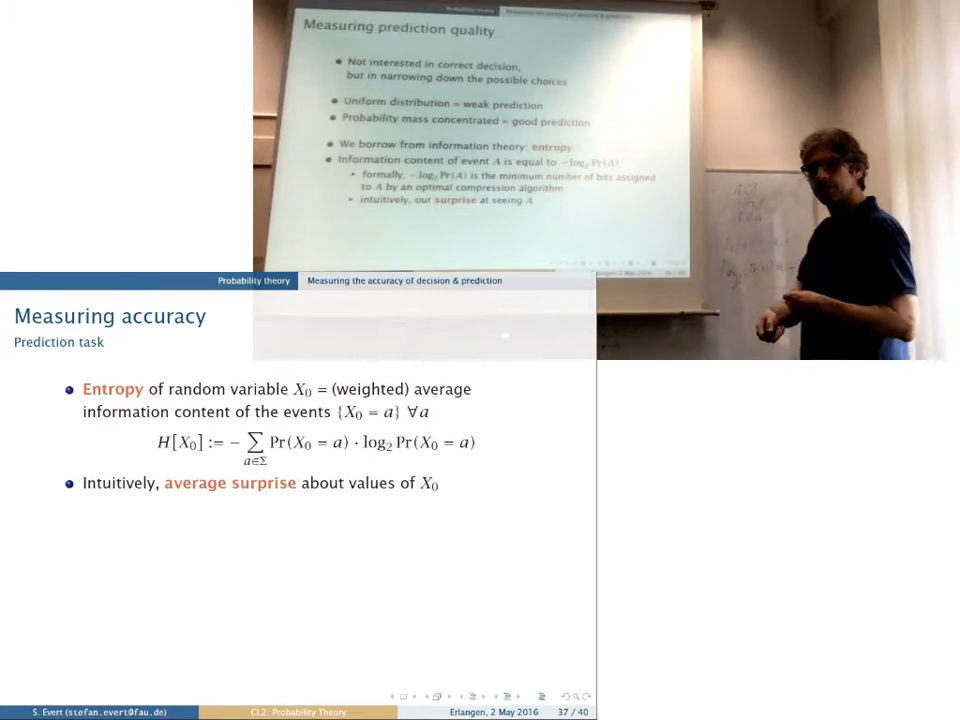 Measuring prediction quality
Not interested in correct decision,
but in narrowing down the possible choices
Uniform distribution = weak prediction
Probability mass concentrated = good prediction
We borrow from information theory: entropy
Information content of event A is equal to −log₂ Pr(A)
formally, −log₂ Pr(A) is the minimum number of bits assigned
to A by an optimal compression algorithm
intuitively, our surprise at seeing A
Probability theory Measuring the accuracy of decision & prediction
Measuring accuracy
Prediction task
Entropy of random variable X₀ = (weighted) average
information content of the events {X₀ = a} ∀a
H[X₀] := − ∑ Pr(X₀ = a) · log₂ Pr(X₀ = a)
a∈Σ
Intuitively, average surprise about values of X₀
S. Evert (stefan.evert@fau.de) CL2: Probability Theory Erlangen, 2 May 2016 37 / 40